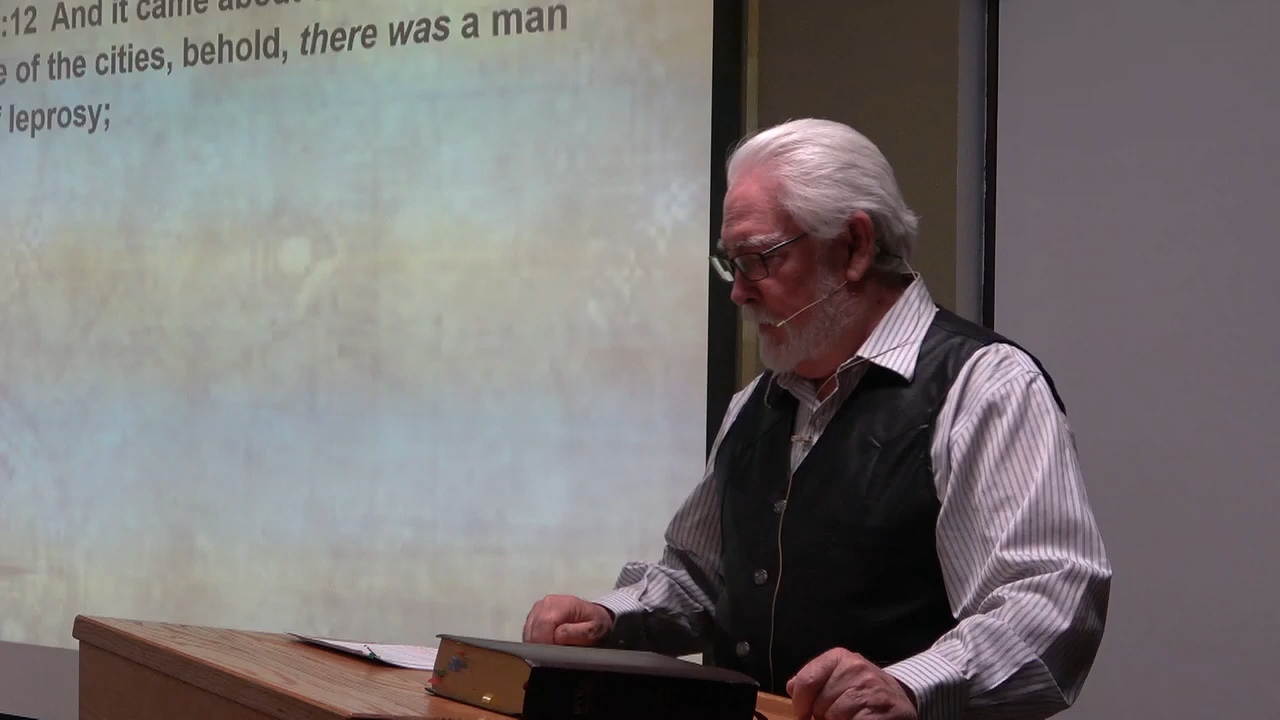 :12 And it came about
e of the cities, behold, there was a man
leprosy;